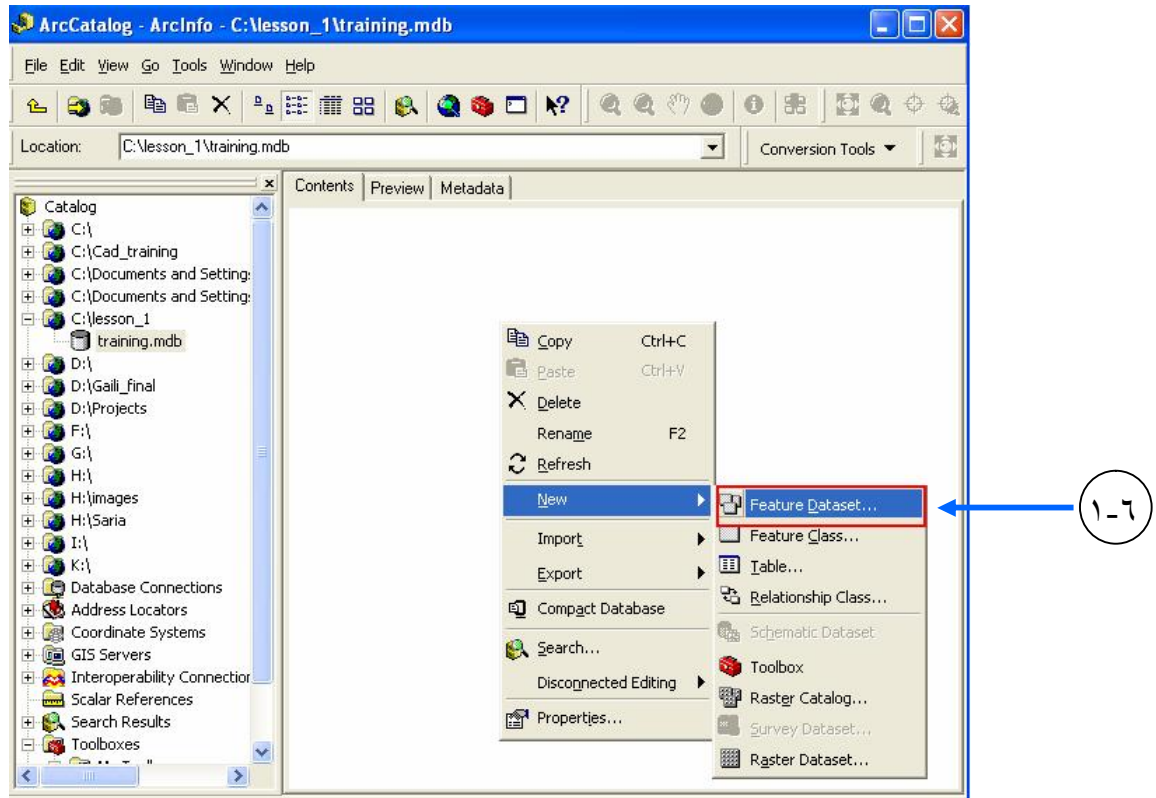 ArcCatalog - ArcInfo - C:\lesson_1\training.mdb
File Edit View Go Tools Window Help
Location: C:\lesson_1\training.mdb Conversion Tools
Contents Preview Metadata
Catalog
C:\
C:\Cad_training
C:\Documents and Setting
C:\Documents and Setting
C:\lesson_1
training.mdb
D:\
D:\Gaili_final
D:\Projects
F:\
G:\
H:\
H:\images
H:\Saria
I:\
K:\
Database Connections
Address Locators
Coordinate Systems
GIS Servers
Interoperability Connection
Scalar References
Search Results
Toolboxes
Copy Ctrl+C
Paste Ctrl+V
Delete
Rename F2
Refresh
New
Import
Export
Compact Database
Search...
Disconnected Editing
Properties...
Feature Dataset...
Feature Class...
Table...
Relationship Class...
Schematic Dataset
Toolbox
Raster Catalog...
Survey Dataset...
Raster Dataset...
١-٦